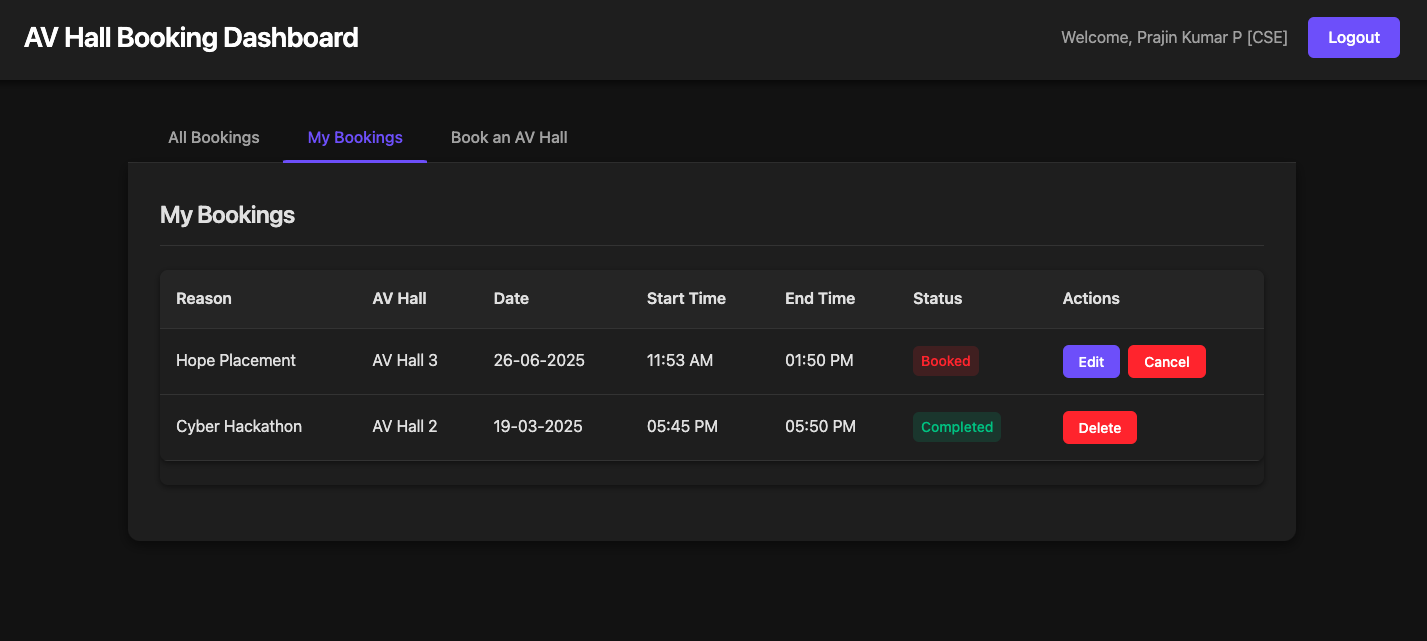 AV Hall Booking Dashboard
Welcome, Prajin Kumar P [CSE] Logout
All Bookings My Bookings Book an AV Hall
My Bookings
Reason AV Hall Date Start Time End Time Status Actions
Hope Placement AV Hall 3 26-06-2025 11:53 AM 01:50 PM Booked Edit Cancel
Cyber Hackathon AV Hall 2 19-03-2025 05:45 PM 05:50 PM Completed Delete